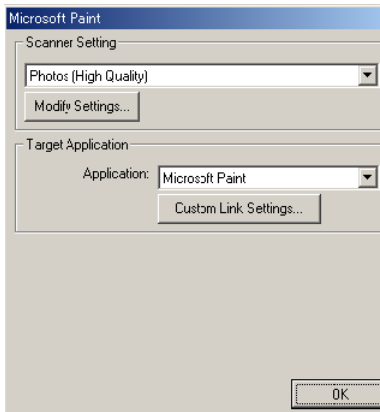 Microsoft Paint
Scanner Setting
Photos (High Quality)
Modify Settings...
Target Application
Application: Microsoft Paint
Custom Link Settings...
OK